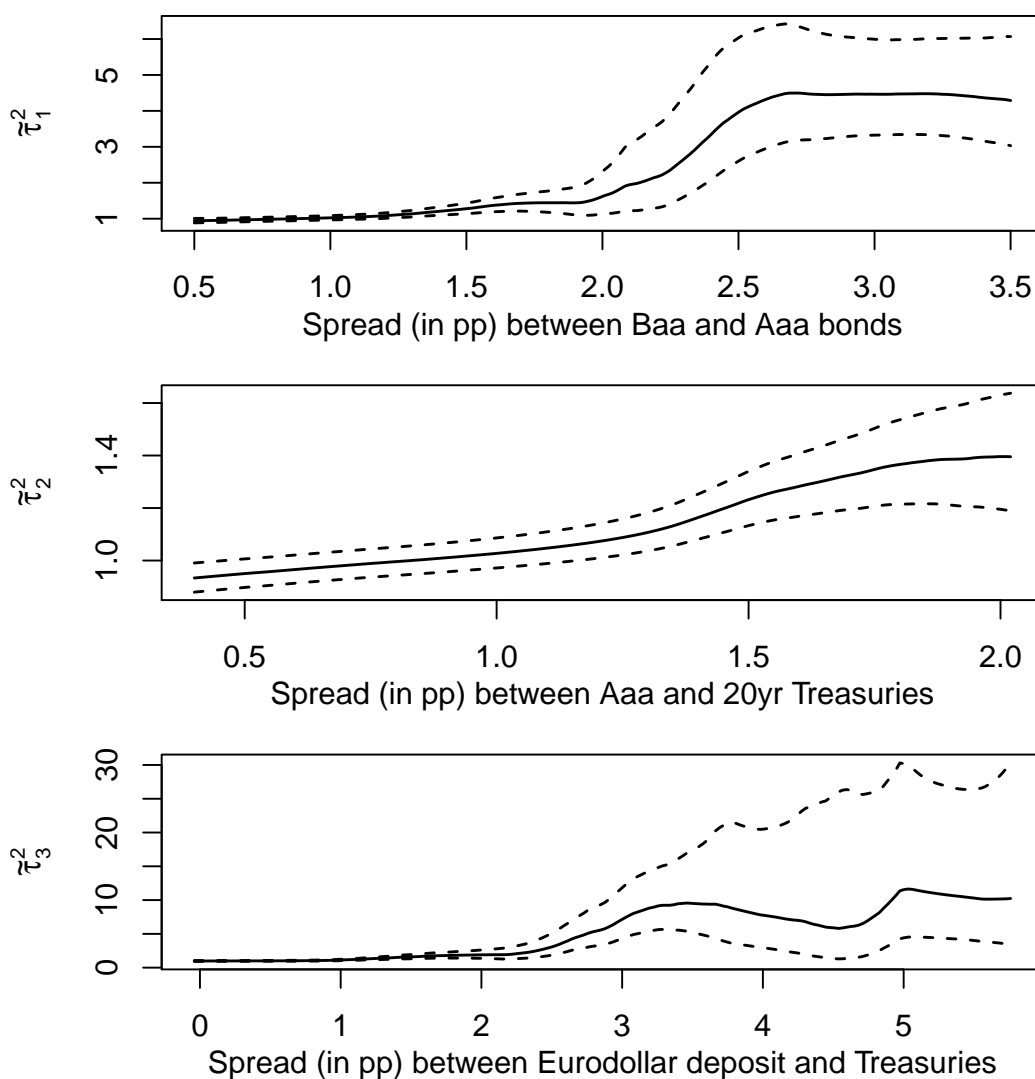 τ̃²₁
5
3
1
0.5 1.0 1.5 2.0 2.5 3.0 3.5
Spread (in pp) between Baa and Aaa bonds
τ̃²₂
1.4
1.0
0.5 1.0 1.5 2.0
Spread (in pp) between Aaa and 20yr Treasuries
τ̃²₃
30
20
10
0
0 1 2 3 4 5
Spread (in pp) between Eurodollar deposit and Treasuries